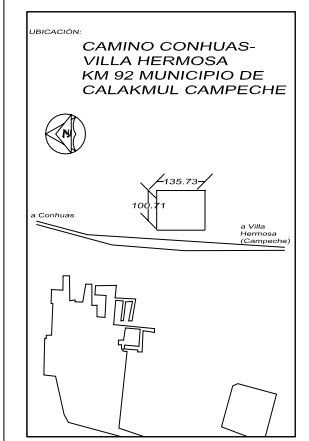 UBICACIÓN:
CAMINO CONHUAS-
VILLA HERMOSA
KM 92 MUNICIPIO DE
CALAKMUL CAMPECHE
N
135.73
100.71
a Conhuas
a Villa
Hermosa
(Campeche)